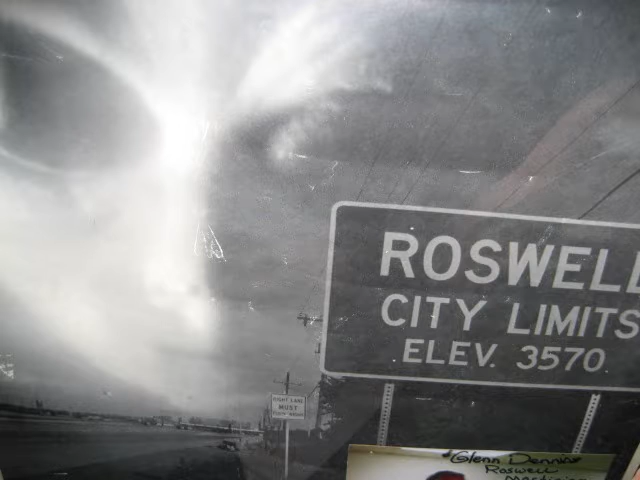 ROSWELL
CITY LIMITS
ELEV. 3570
RIGHT LANE
MUST
"Glenn Dennis"
Roswell